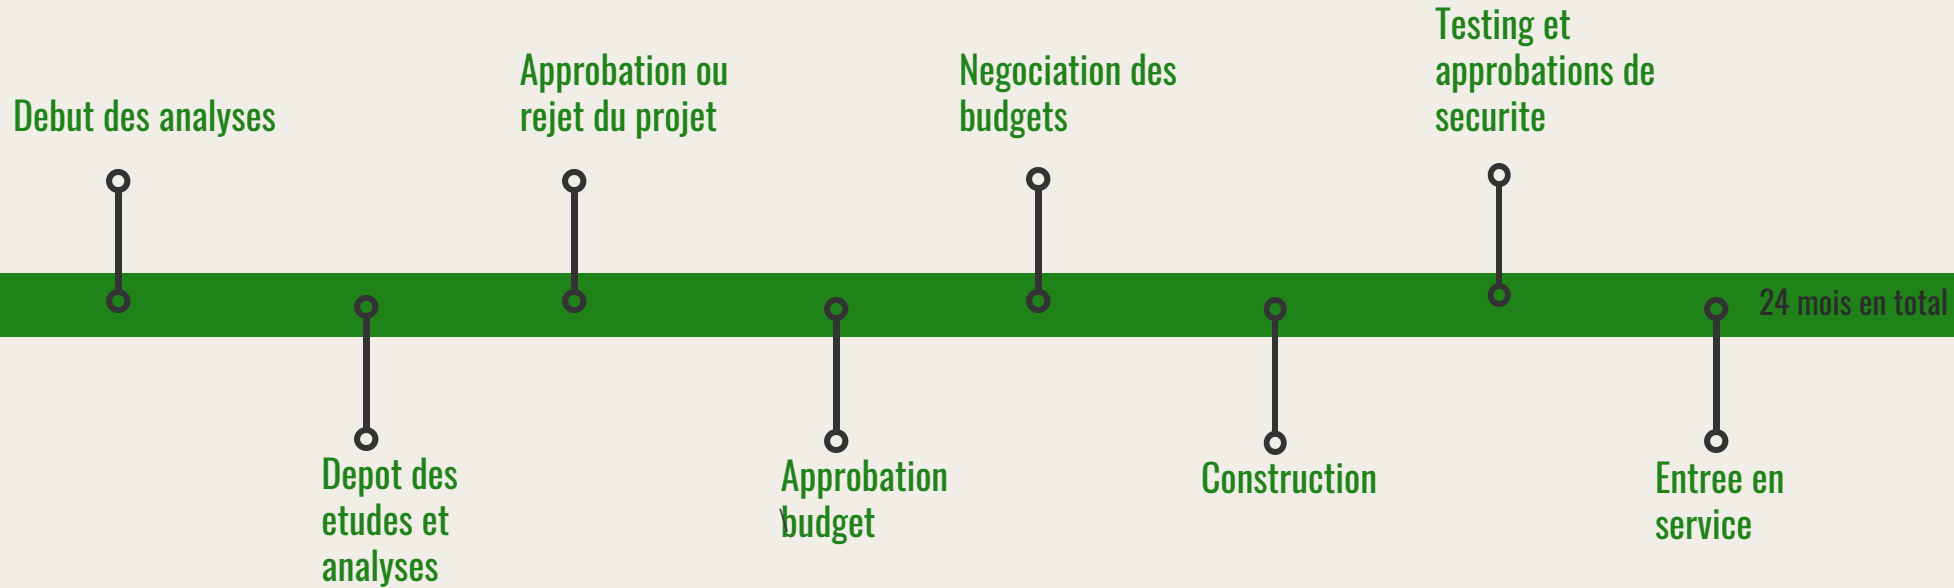 Debut des analyses
Depot des
etudes et
analyses
Approbation ou
rejet du projet
Approbation
budget
Negociation des
budgets
Construction
Testing et
approbations de
securite
Entree en
service
24 mois en total